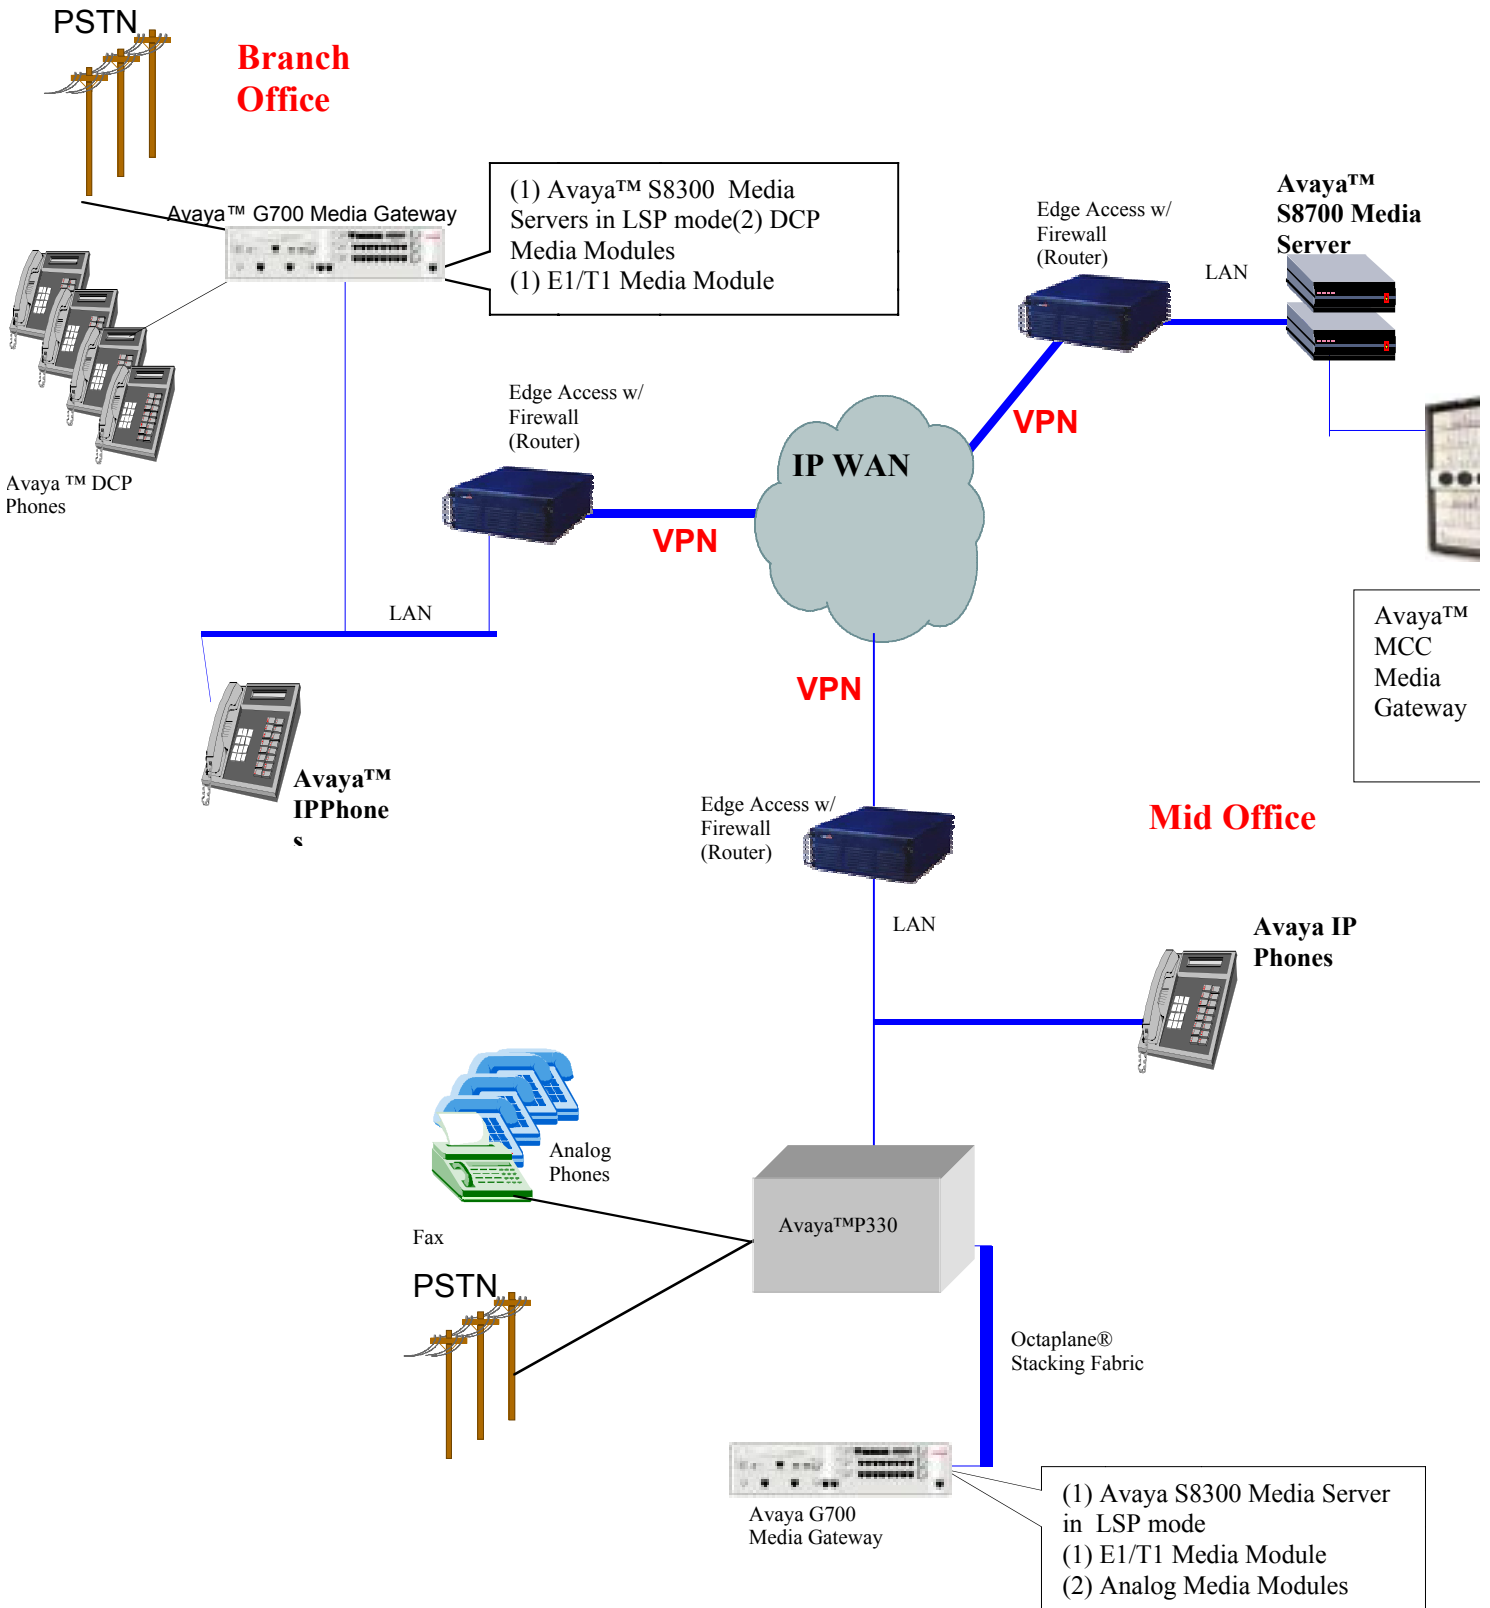 PSTN
Branch
Office
Avaya™ G700 Media Gateway
(1) Avaya™ S8300  Media
Servers in LSP mode(2) DCP
Media Modules
(1) E1/T1 Media Module
Edge Access w/
Firewall
(Router)
Avaya™
S8700 Media
Server
LAN
Avaya ™ DCP
Phones
Edge Access w/
Firewall
(Router)
VPN
IP WAN
VPN
LAN
Avaya™
MCC
Media
Gateway
VPN
Avaya™
IPPhone
s
Edge Access w/
Firewall
(Router)
Mid Office
LAN
Avaya IP
Phones
Analog
Phones
Fax
Avaya™P330
PSTN
Octaplane®
Stacking Fabric
Avaya G700
Media Gateway
(1) Avaya S8300 Media Server
in  LSP mode
(1) E1/T1 Media Module
(2) Analog Media Modules